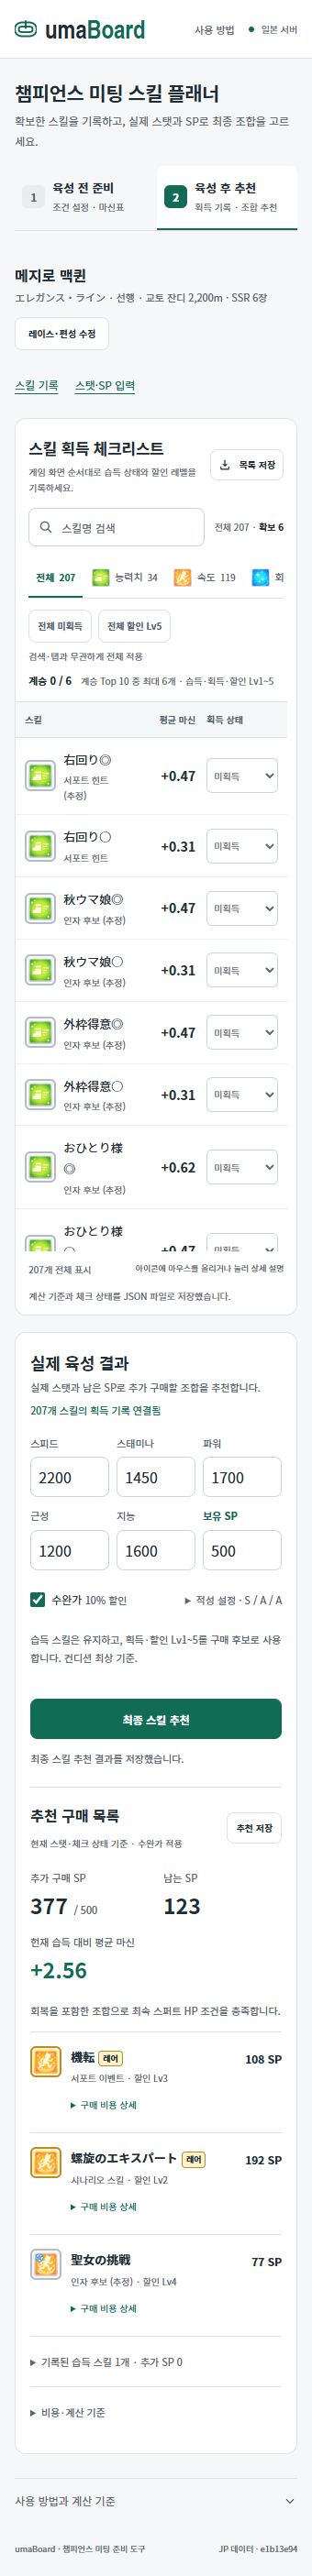 umaBoard
사용 방법
일본 서버
챔피언스 미팅 스킬 플래너
확보한 스킬을 기록하고, 실제 스탯과 SP로 최종 조합을 고르
세요.
1
육성 전 준비
조건 설정 · 마신표
2
육성 후 추천
획득 기록 · 조합 추천
메지로 맥퀸
エレガンス・ライン · 선행 · 교토 잔디 2,200m · SSR 6장
레이스·편성 수정
스킬 기록
스탯·SP 입력
스킬 획득 체크리스트
게임 화면 순서대로 습득 상태와 할인 레벨을
기록하세요.
목록 저장
스킬명 검색
전체 207 · 확보 6
전체 207
능력치 34
속도 119
회
전체 미획득
전체 할인 Lv5
검색·탭과 무관하게 전체 적용
계승 0 / 6
계승 Top 10 중 최대 6개 · 습득·획득·할인 Lv1~5
스킬
평균 마신
획득 상태
右回り◎
서포트 힌트
(추정)
+0.47
미획득
右回り○
서포트 힌트
+0.31
미획득
秋ウマ娘◎
인자 후보 (추정)
+0.47
미획득
秋ウマ娘○
인자 후보 (추정)
+0.31
미획득
外枠得意◎
인자 후보 (추정)
+0.47
미획득
外枠得意○
인자 후보 (추정)
+0.31
미획득
おひとり様
◎
인자 후보 (추정)
+0.62
미획득
おひとり様
○
+0.47
미획득
207개 전체 표시
아이콘에 마우스를 올리거나 눌러 상세 설명
계산 기준과 체크 상태를 JSON 파일로 저장했습니다.
실제 육성 결과
실제 스탯과 남은 SP로 추가 구매할 조합을 추천합니다.
207개 스킬의 획득 기록 연결됨
스피드
스태미나
파워
2200
1450
1700
근성
지능
보유 SP
1200
1600
500
수완가 10% 할인
▶ 적성 설정 · S / A / A
습득 스킬은 유지하고, 획득·할인 Lv1~5를 구매 후보로 사용
합니다. 컨디션 최상 기준.
최종 스킬 추천
최종 스킬 추천 결과를 저장했습니다.
추천 구매 목록
현재 스탯·체크 상태 기준 · 수완가 적용
추천 저장
추가 구매 SP
남는 SP
377 / 500
123
현재 습득 대비 평균 마신
+2.56
회복을 포함한 조합으로 최속 스퍼트 HP 조건을 충족합니다.
機転 레어
서포트 이벤트 · 할인 Lv3
108 SP
▶ 구매 비용 상세
螺旋のエキスパート 레어
시나리오 스킬 · 할인 Lv2
192 SP
▶ 구매 비용 상세
聖女の挑戦
인자 후보 (추정) · 할인 Lv4
77 SP
▶ 구매 비용 상세
▶ 기록된 습득 스킬 1개 · 추가 SP 0
▶ 비용·계산 기준
사용 방법과 계산 기준
umaBoard · 챔피언스 미팅 준비 도구
JP 데이터 · e1b13e94